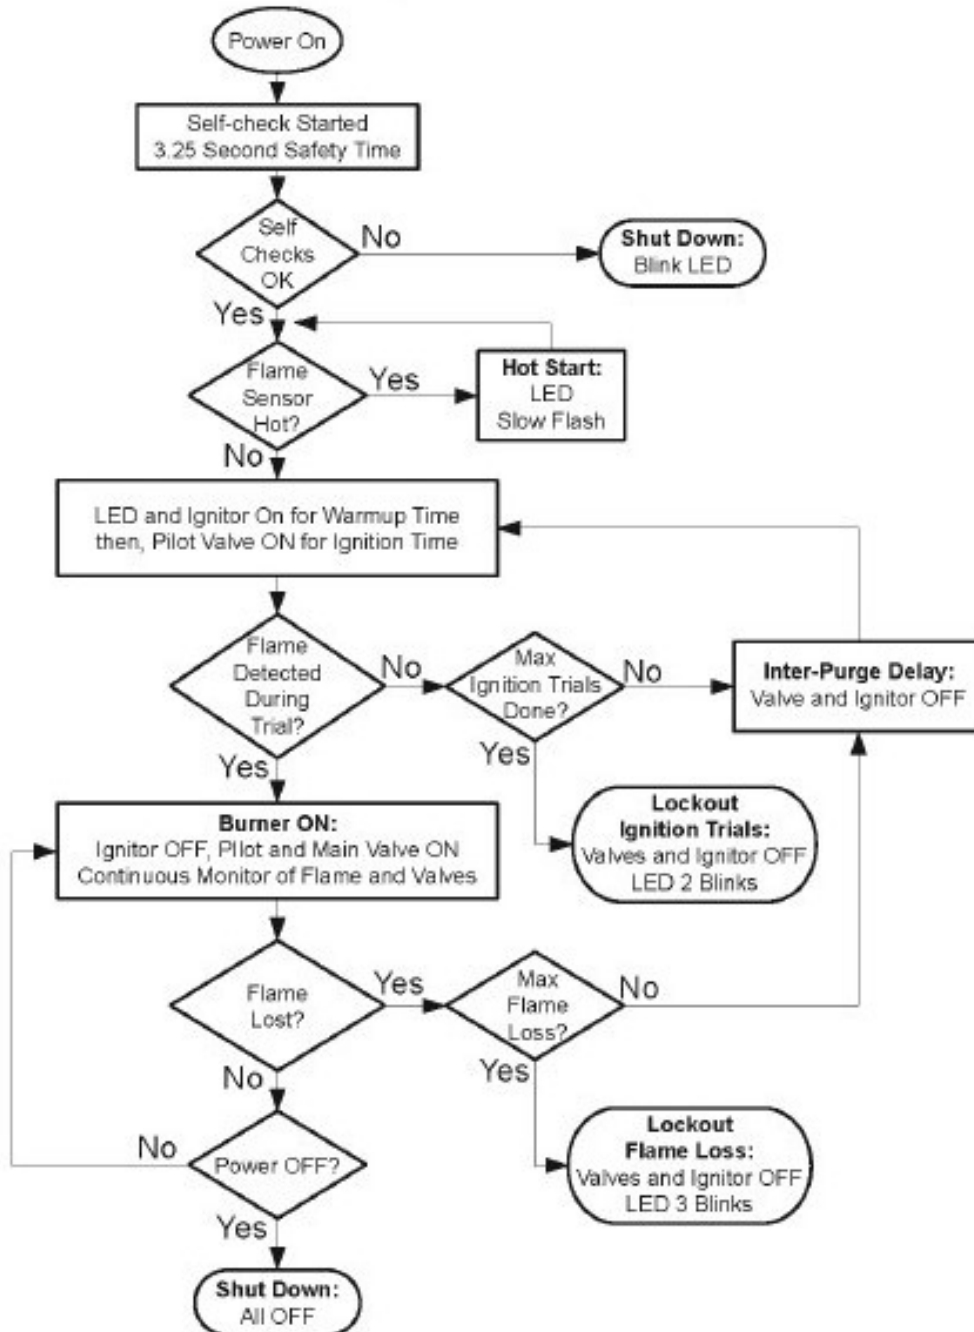 Power On
Self-check Started
3.25 Second Safety Time
Self
Checks
OK
No
Shut Down:
Blink LED
Yes
Flame
Sensor
Hot?
Yes
Hot Start:
LED
Slow Flash
No
LED and Ignitor On for Warmup Time
then, Pilot Valve ON for Ignition Time
Flame
Detected
During
Trial?
No
Max
Ignition Trials
Done?
No
Inter-Purge Delay:
Valve and Ignitor OFF
Yes
Yes
Lockout
Ignition Trials:
Valves and Ignitor OFF
LED 2 Blinks
Burner ON:
Ignitor OFF, Pilot and Main Valve ON
Continuous Monitor of Flame and Valves
Flame
Lost?
Yes
Max
Flame
Loss?
No
Yes
Lockout
Flame Loss:
Valves and Ignitor OFF
LED 3 Blinks
No
Power OFF?
No
Yes
Shut Down:
All OFF